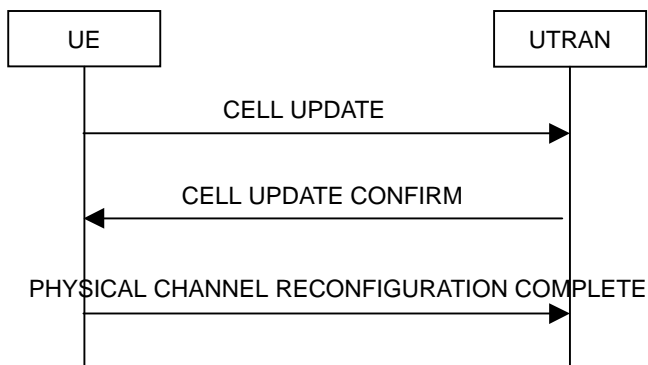 UE
UTRAN
CELL UPDATE
CELL UPDATE CONFIRM
PHYSICAL CHANNEL RECONFIGURATION COMPLETE